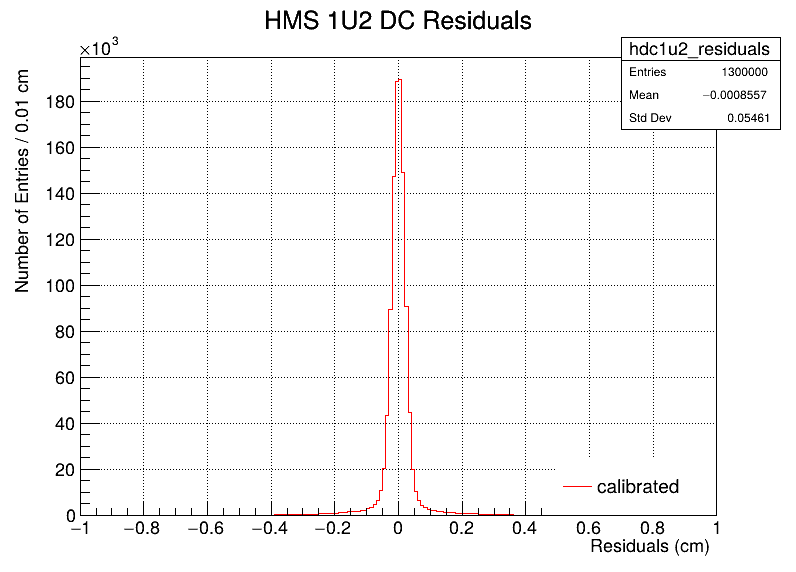 HMS 1U2 DC Residuals
×10³
hdc1u2_residuals
Entries 1300000
Mean −0.0008557
Std Dev 0.05461
Number of Entries / 0.01 cm
180
160
140
120
100
80
60
40
20
0
calibrated
−1 −0.8 −0.6 −0.4 −0.2 0 0.2 0.4 0.6 0.8 1
Residuals (cm)